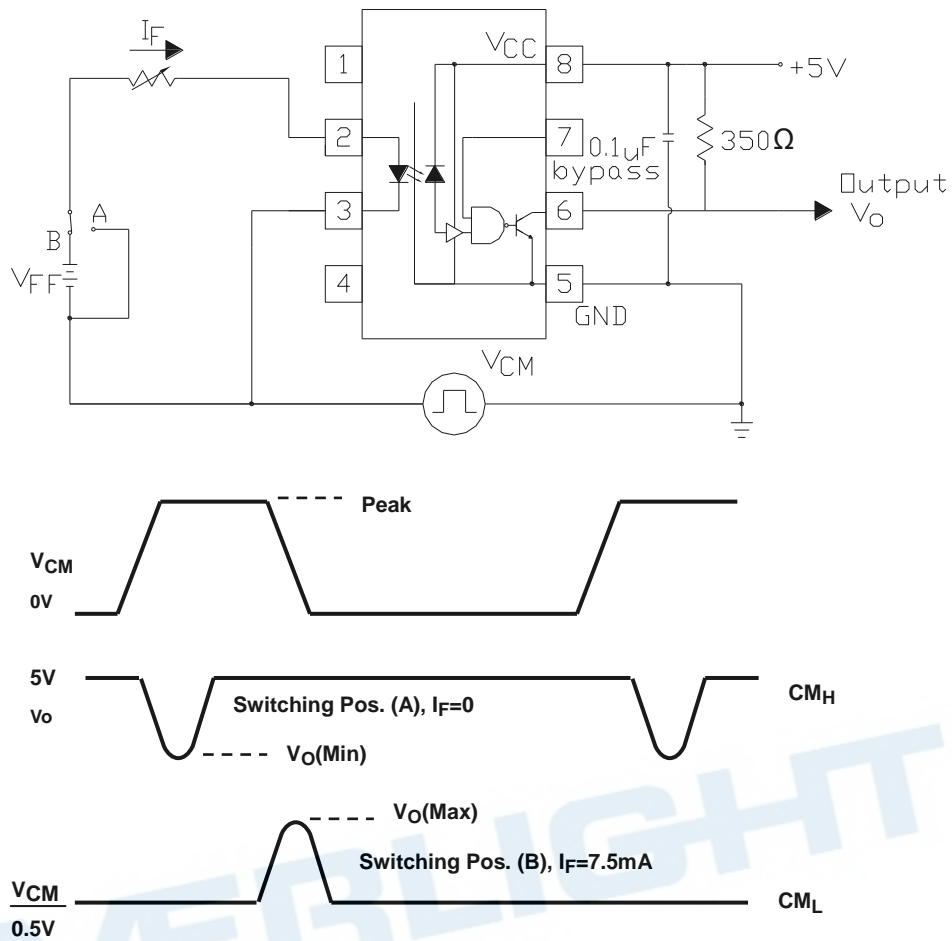 IF
1
VCC
8
+5V
2
7
0.1uF
bypass
350Ω
3
6
Output
VO
A
B
VFF
4
5
GND
VCM
Peak
VCM
0V
5V
Vo
Switching Pos. (A), IF=0
CMH
VO(Min)
VO(Max)
Switching Pos. (B), IF=7.5mA
VCM
0.5V
CML
EVERLIGHT